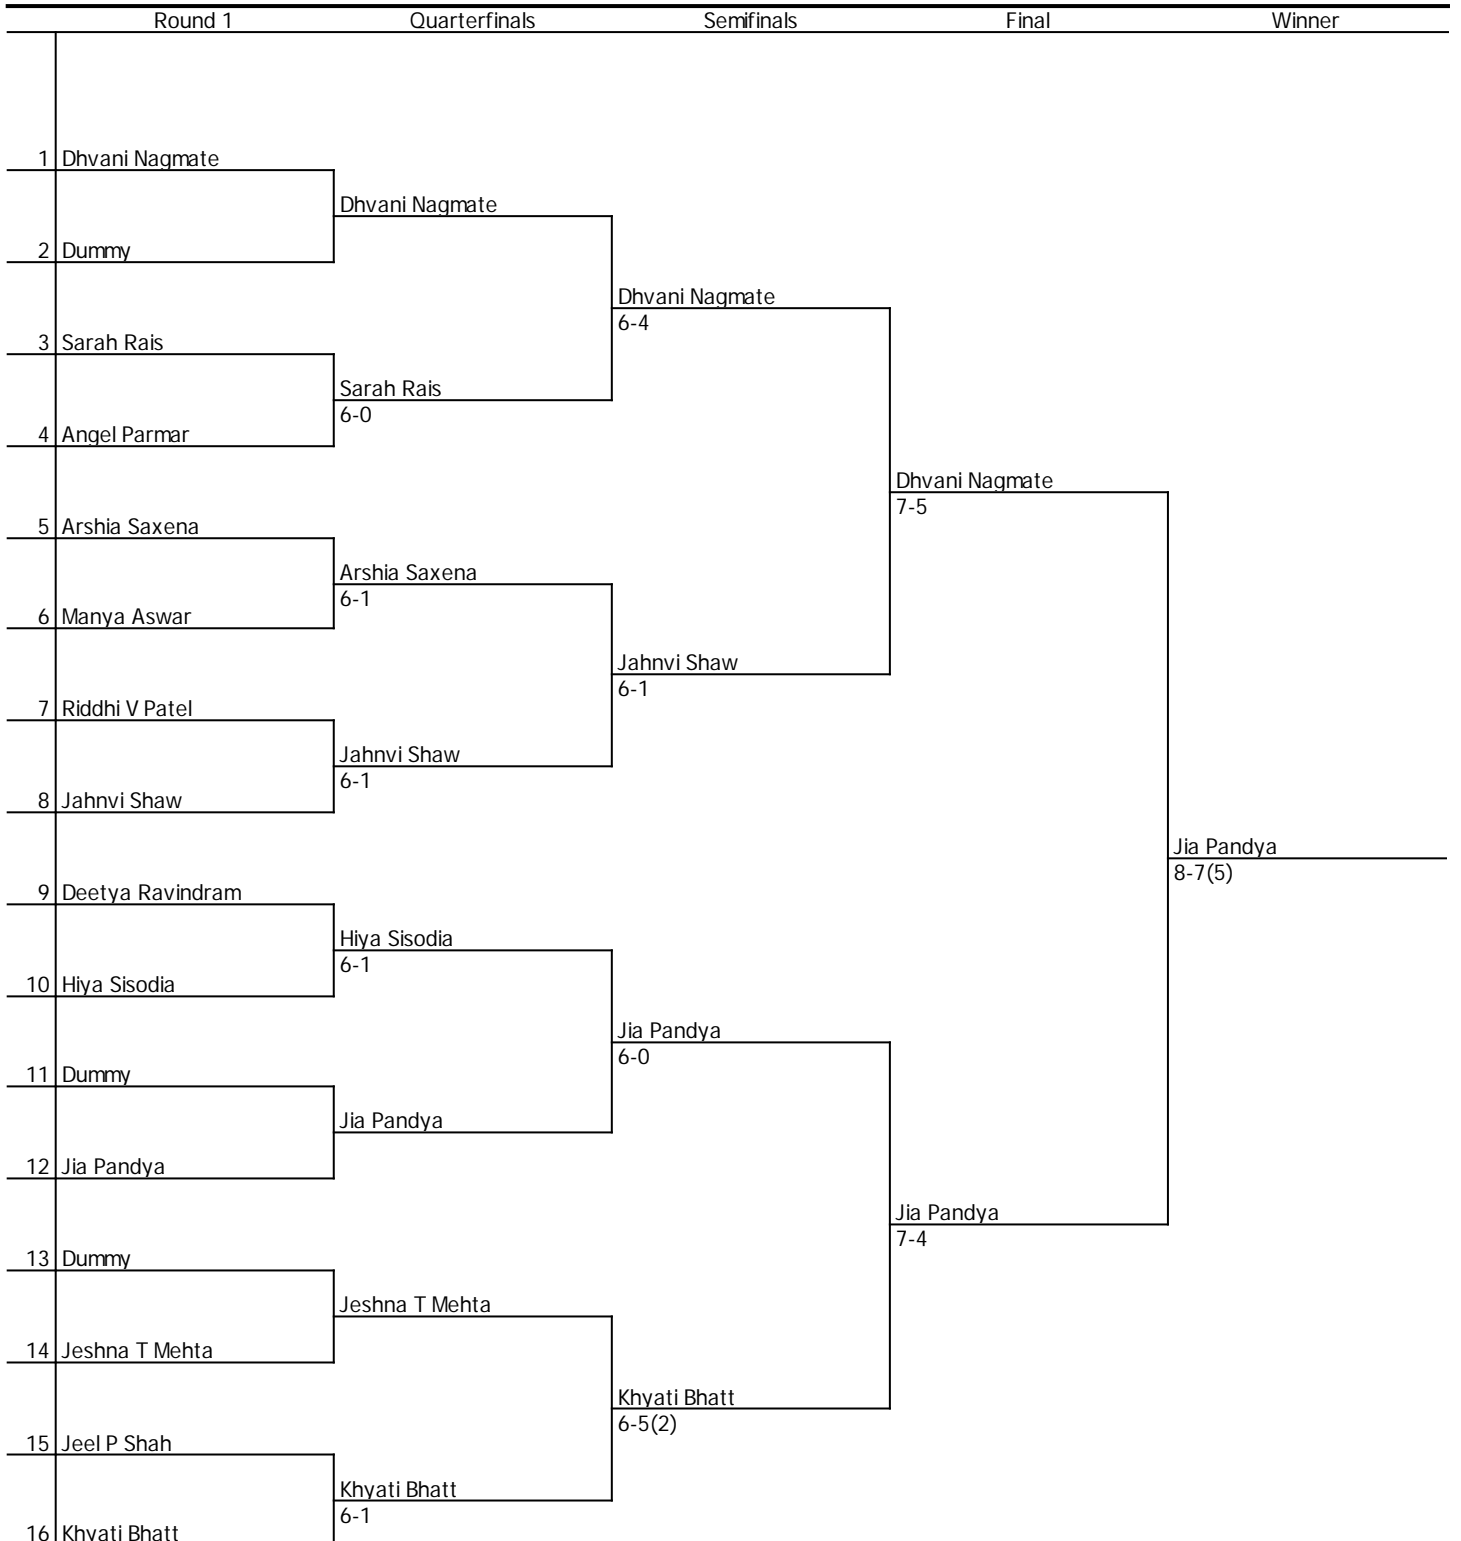 Round 1 Quarterfinals Semifinals Final Winner
1 Dhvani Nagmate
Dhvani Nagmate
2 Dummy
Dhvani Nagmate
6-4
3 Sarah Rais
Sarah Rais
6-0
4 Angel Parmar
Dhvani Nagmate
7-5
5 Arshia Saxena
Arshia Saxena
6-1
6 Manya Aswar
Jahnvi Shaw
6-1
7 Riddhi V Patel
Jahnvi Shaw
6-1
8 Jahnvi Shaw
Jia Pandya
8-7(5)
9 Deetya Ravindram
Hiya Sisodia
6-1
10 Hiya Sisodia
Jia Pandya
6-0
11 Dummy
Jia Pandya
12 Jia Pandya
Jia Pandya
7-4
13 Dummy
Jeshna T Mehta
14 Jeshna T Mehta
Khyati Bhatt
6-5(2)
15 Jeel P Shah
Khyati Bhatt
6-1
16 Khyati Bhatt